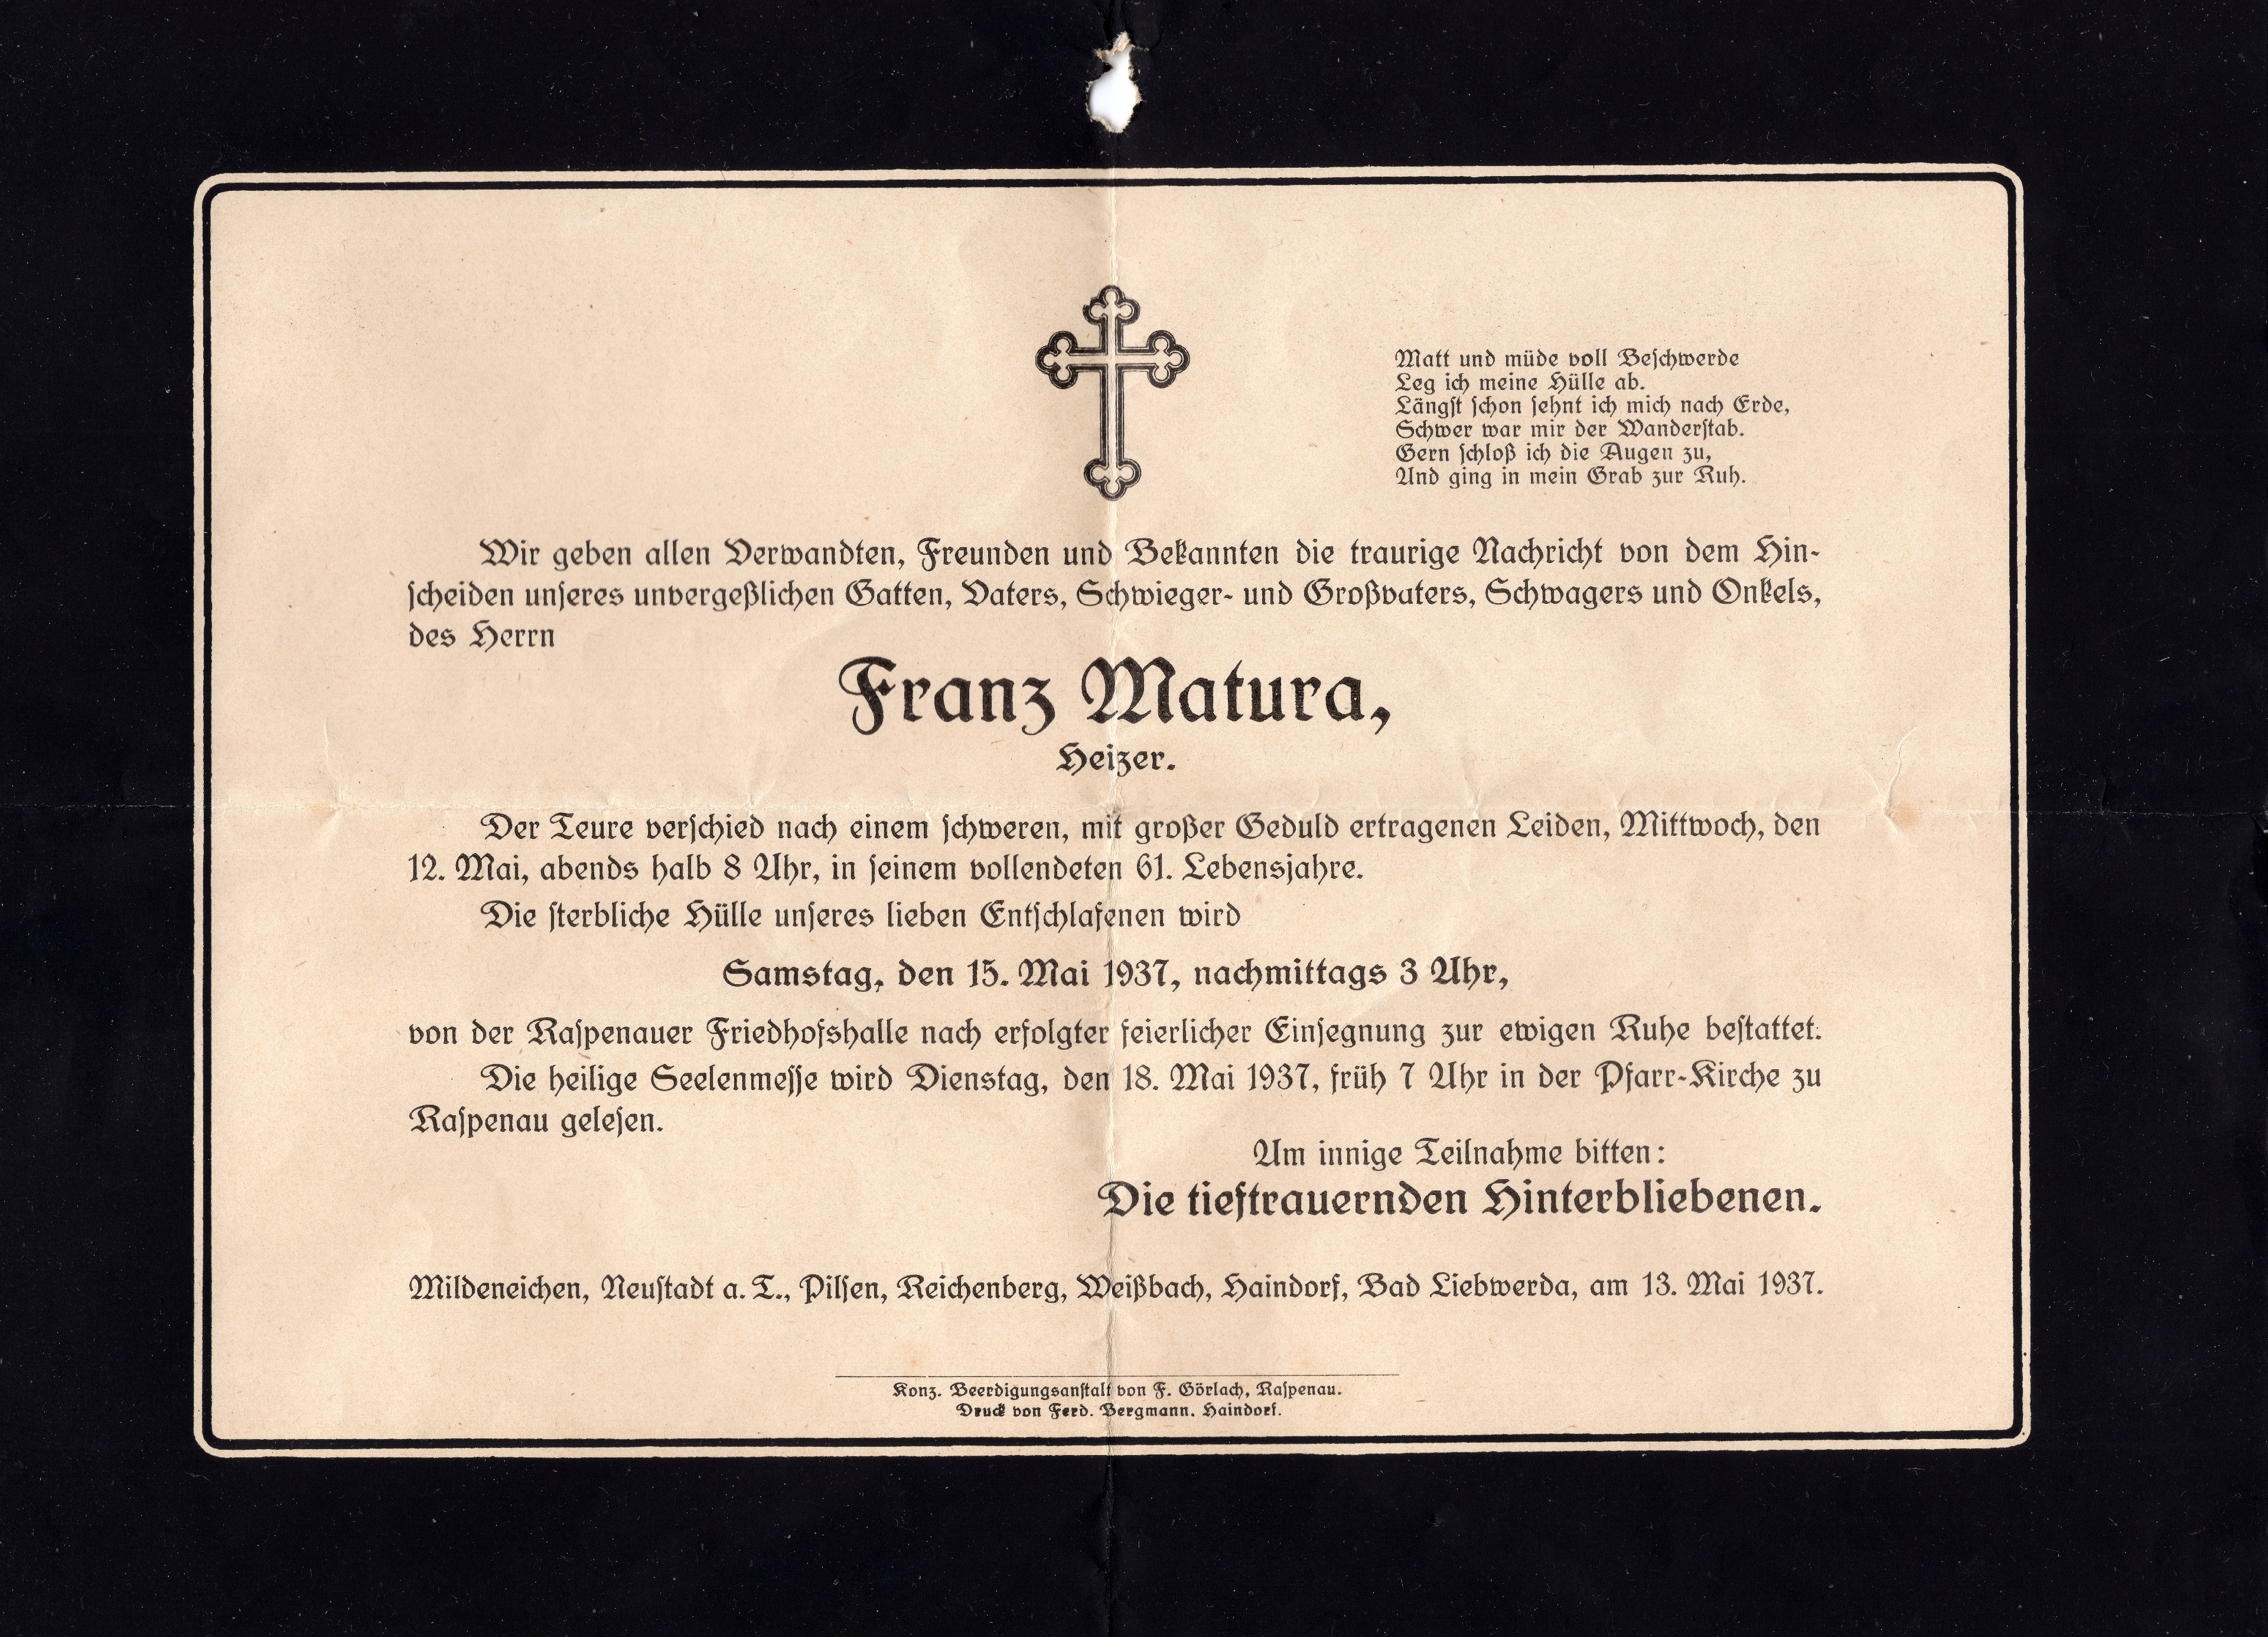 Matt und müde voll Beschwerde
Leg ich meine Hülle ab.
Längst schon sehnt ich mich nach Erde,
Schwer war mir der Wanderstab.
Gern schloß ich die Augen zu,
Und ging in mein Grab zur Ruh.
Wir geben allen Verwandten, Freunden und Bekannten die traurige Nachricht von dem Hin-
scheiden unseres unvergeßlichen Gatten, Vaters, Schwieger- und Großvaters, Schwagers und Onkels,
des Herrn
Franz Matura,
Heizer.
Der Teure verschied nach einem schweren, mit großer Geduld ertragenen Leiden, Mittwoch, den
12. Mai, abends halb 8 Uhr, in seinem vollendeten 61. Lebensjahre.
Die sterbliche Hülle unseres lieben Entschlafenen wird
Samstag, den 15. Mai 1937, nachmittags 3 Uhr,
von der Raspenauer Friedhofshalle nach erfolgter feierlicher Einsegnung zur ewigen Ruhe bestattet.
Die heilige Seelenmesse wird Dienstag, den 18. Mai 1937, früh 7 Uhr in der Pfarr-Kirche zu
Raspenau gelesen.
Um innige Teilnahme bitten:
Die tieftrauernden Hinterbliebenen.
Mildeneichen, Neustadt a. T., Pilsen, Reichenberg, Weißbach, Haindorf, Bad Liebwerda, am 13. Mai 1937.
Konz. Beerdigungsanstalt von F. Görlach, Raspenau.
Druck von Ferd. Bergmann, Haindorf.